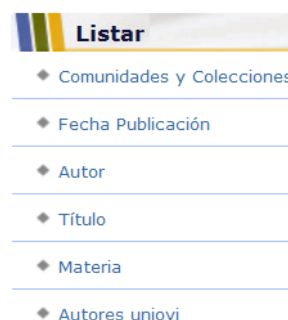 Listar
Comunidades y Colecciones
Fecha Publicación
Autor
Título
Materia
Autores uniovi